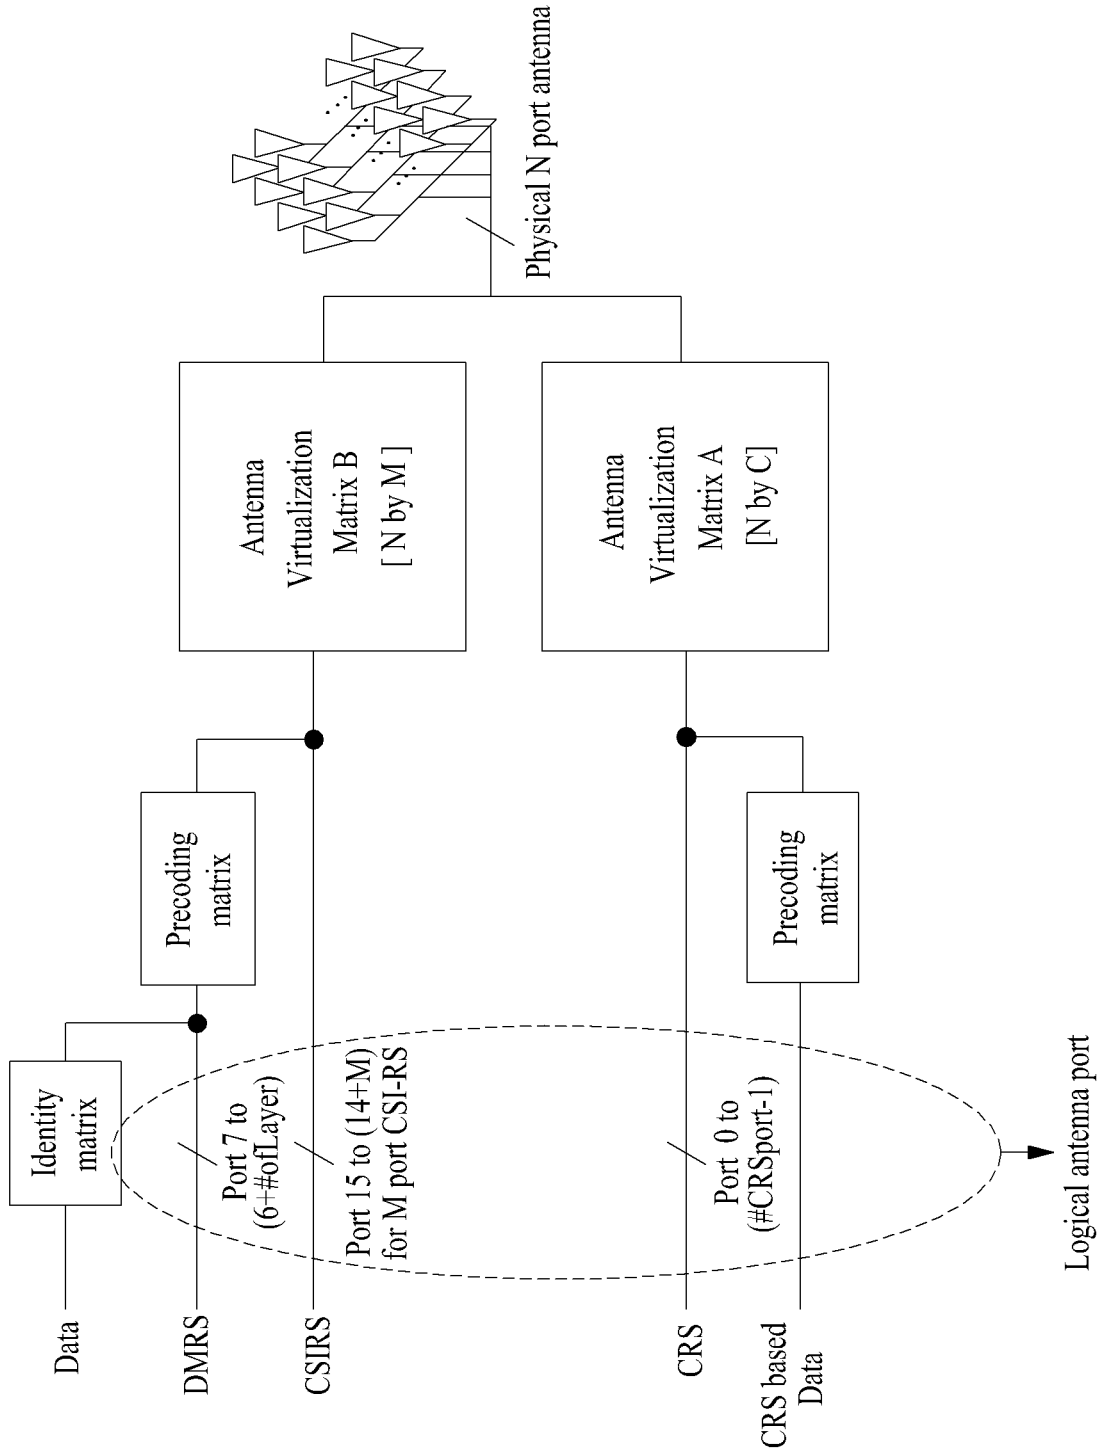 Data
DMRS
CSIRS
CRS
CRS based
Data
Identity
matrix
Port 7 to
(6+#ofLayer)
Port 15 to (14+M)
for M port CSI-RS
Port 0 to
(#CRSport-1)
Logical antenna port
Precoding
matrix
Precoding
matrix
Antenna
Virtualization
Matrix B
[ N by M ]
Antenna
Virtualization
Matrix A
[N by C]
Physical N port antenna